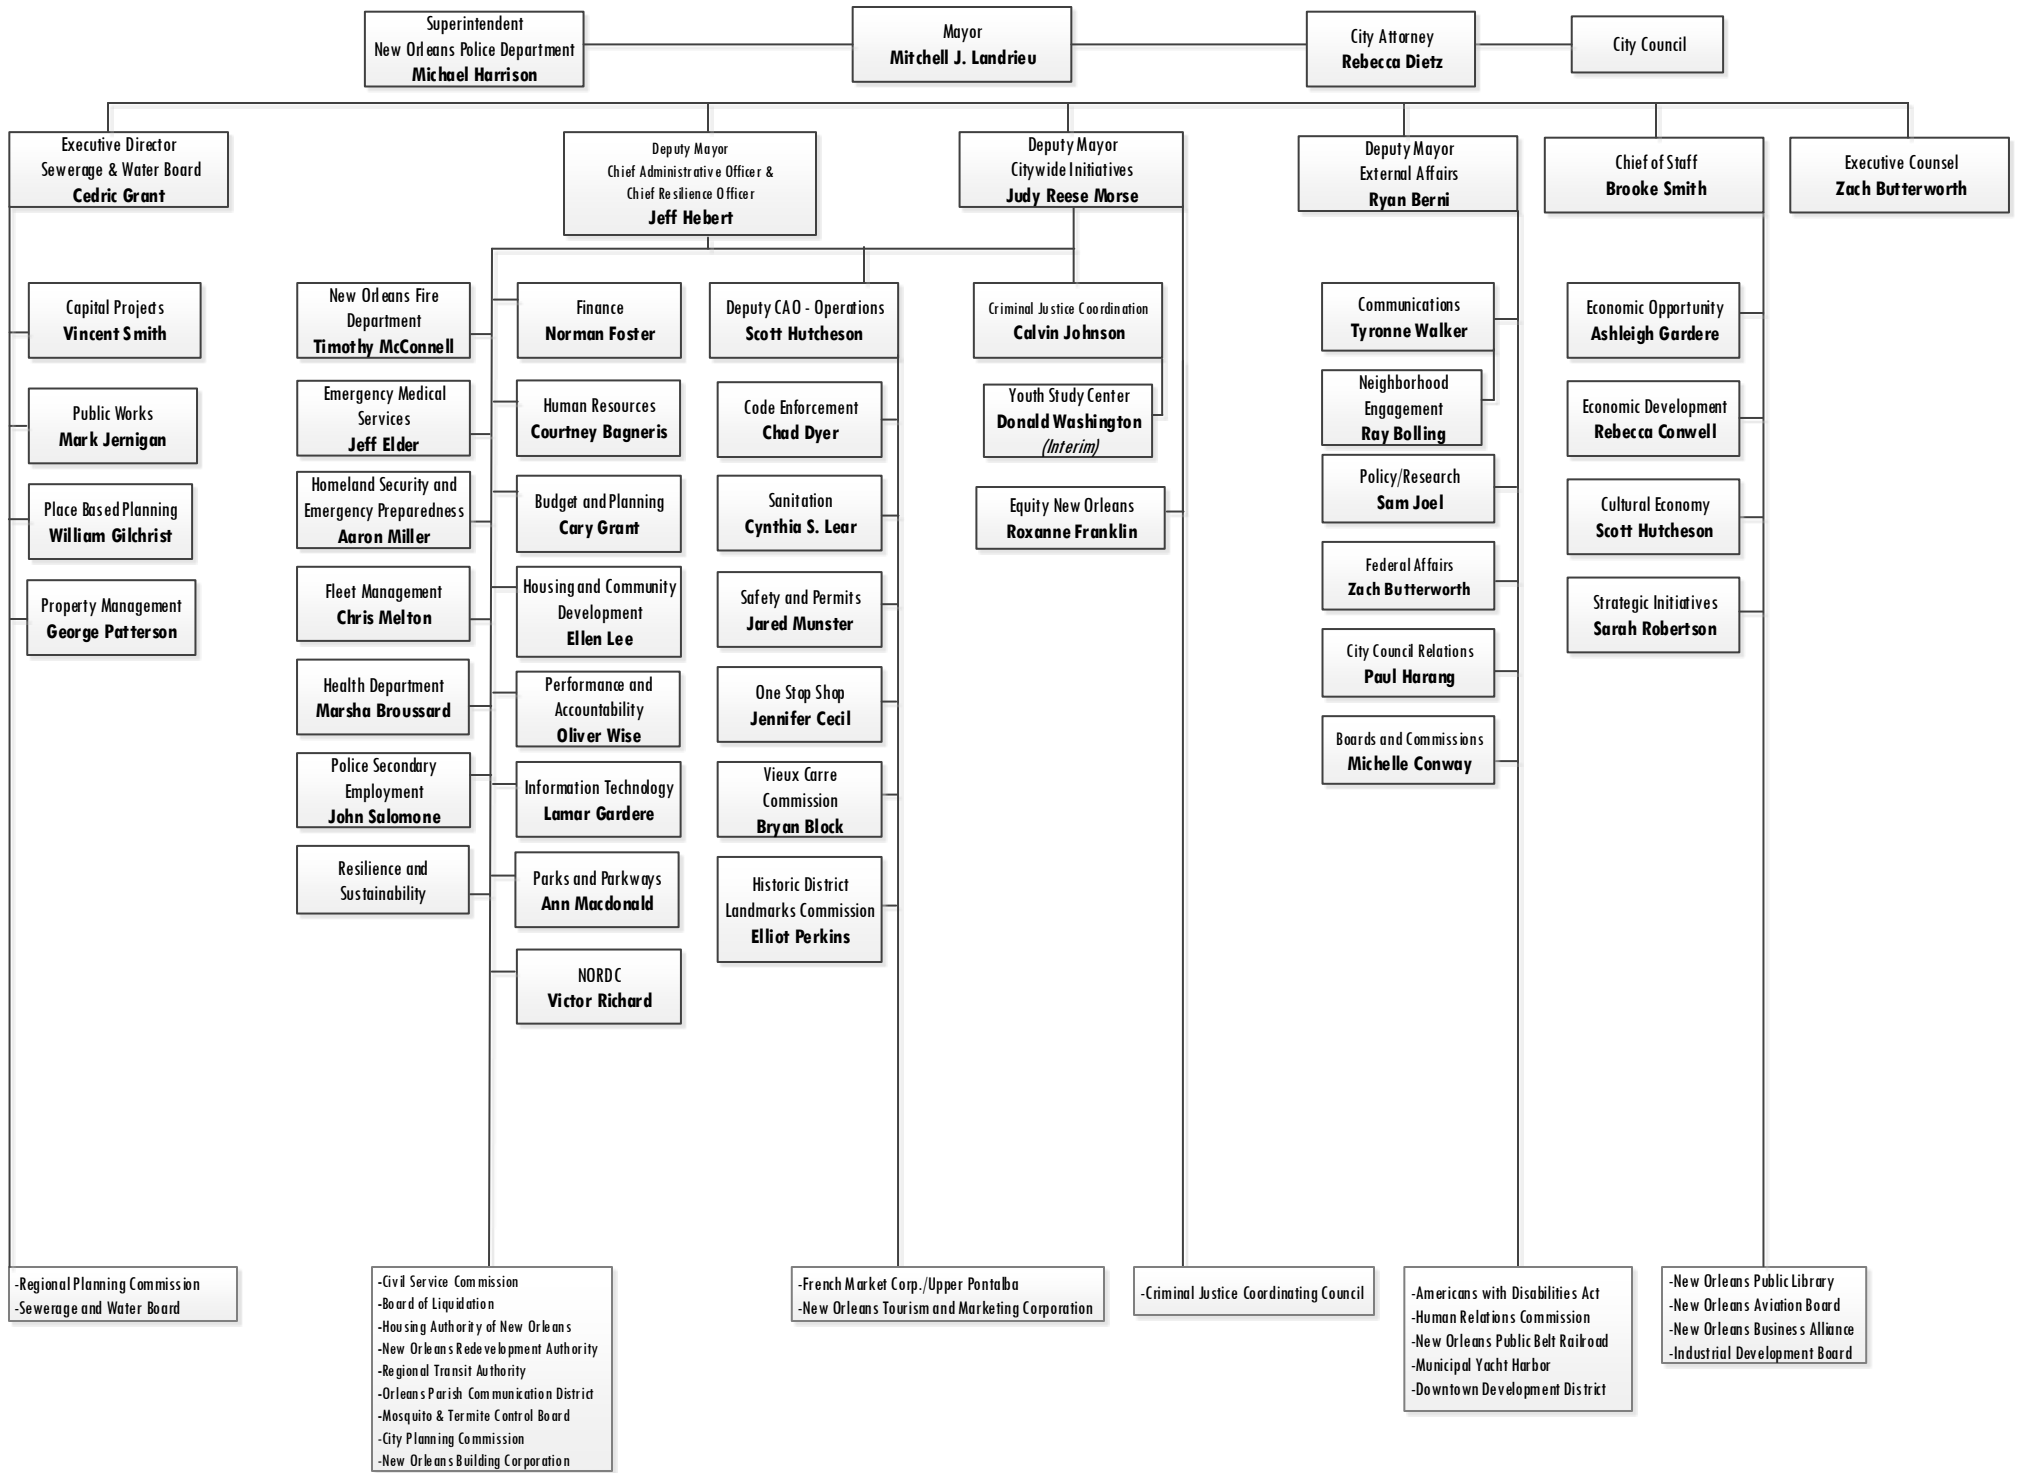 Superintendent
New Orleans Police Department
Michael Harrison
Mayor
Mitchell J. Landrieu
City Attorney
Rebecca Dietz
City Council
Executive Director
Sewerage & Water Board
Cedric Grant
Deputy Mayor
Chief Administrative Officer &
Chief Resilience Officer
Jeff Hebert
Deputy Mayor
Citywide Initiatives
Judy Reese Morse
Deputy Mayor
External Affairs
Ryan Berni
Chief of Staff
Brooke Smith
Executive Counsel
Zach Butterworth
Capital Projects
Vincent Smith
Public Works
Mark Jernigan
Place Based Planning
William Gilchrist
Property Management
George Patterson
New Orleans Fire
Department
Timothy McConnell
Emergency Medical
Services
Jeff Elder
Homeland Security and
Emergency Preparedness
Aaron Miller
Fleet Management
Chris Melton
Health Department
Marsha Broussard
Police Secondary
Employment
John Salomone
Resilience and
Sustainability
Finance
Norman Foster
Human Resources
Courtney Bagneris
Budget and Planning
Cary Grant
Housing and Community
Development
Ellen Lee
Performance and
Accountability
Oliver Wise
Information Technology
Lamar Gardere
Parks and Parkways
Ann Macdonald
NORDC
Victor Richard
Deputy CAO - Operations
Scott Hutcheson
Code Enforcement
Chad Dyer
Sanitation
Cynthia S. Lear
Safety and Permits
Jared Munster
One Stop Shop
Jennifer Cecil
Vieux Carre
Commission
Bryan Block
Historic District
Landmarks Commission
Elliot Perkins
Criminal Justice Coordination
Calvin Johnson
Youth Study Center
Donald Washington
(Interim)
Equity New Orleans
Roxanne Franklin
Communications
Tyronne Walker
Neighborhood
Engagement
Ray Bolling
Policy/Research
Sam Joel
Federal Affairs
Zach Butterworth
City Council Relations
Paul Harang
Boards and Commissions
Michelle Conway
Economic Opportunity
Ashleigh Gardere
Economic Development
Rebecca Conwell
Cultural Economy
Scott Hutcheson
Strategic Initiatives
Sarah Robertson
-Regional Planning Commission
-Sewerage and Water Board
-Civil Service Commission
-Board of Liquidation
-Housing Authority of New Orleans
-New Orleans Redevelopment Authority
-Regional Transit Authority
-Orleans Parish Communication District
-Mosquito & Termite Control Board
-City Planning Commission
-New Orleans Building Corporation
-French Market Corp./Upper Pontalba
-New Orleans Tourism and Marketing Corporation
-Criminal Justice Coordinating Council
-Americans with Disabilities Act
-Human Relations Commission
-New Orleans Public Belt Railroad
-Municipal Yacht Harbor
-Downtown Development District
-New Orleans Public Library
-New Orleans Aviation Board
-New Orleans Business Alliance
-Industrial Development Board